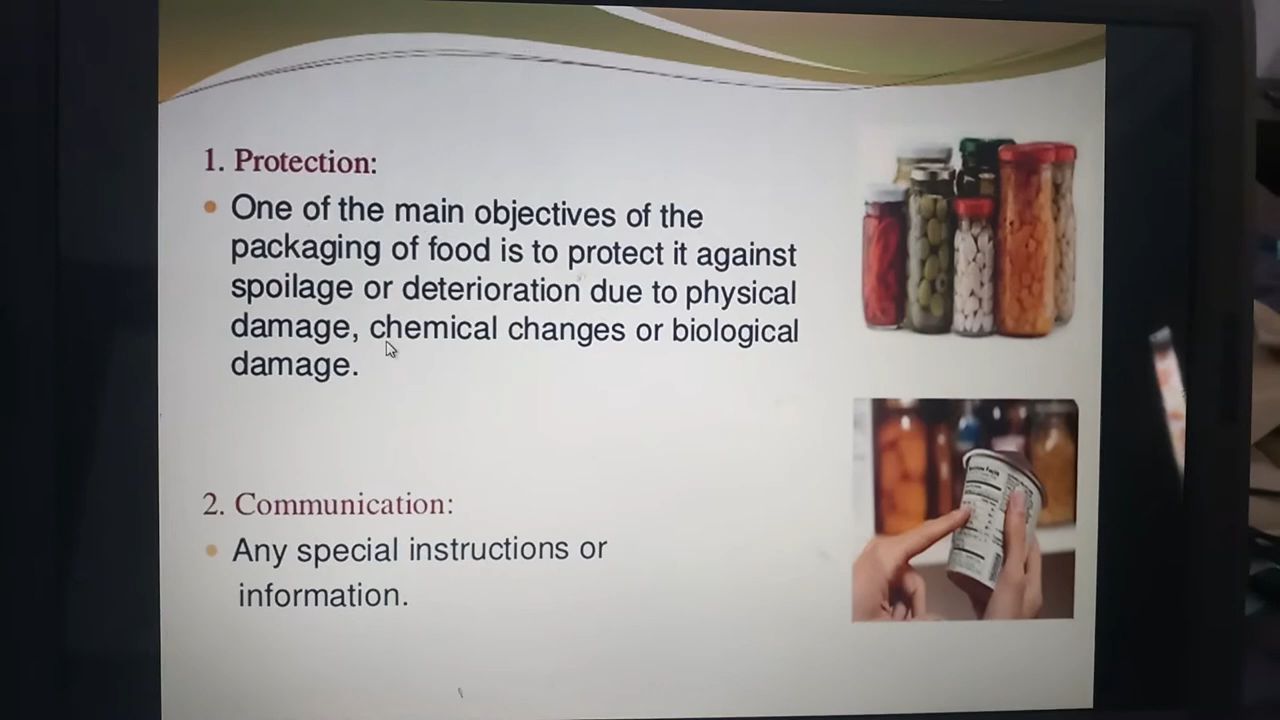 1. Protection:
• One of the main objectives of the
packaging of food is to protect it against
spoilage or deterioration due to physical
damage, chemical changes or biological
damage.
2. Communication:
• Any special instructions or
information.